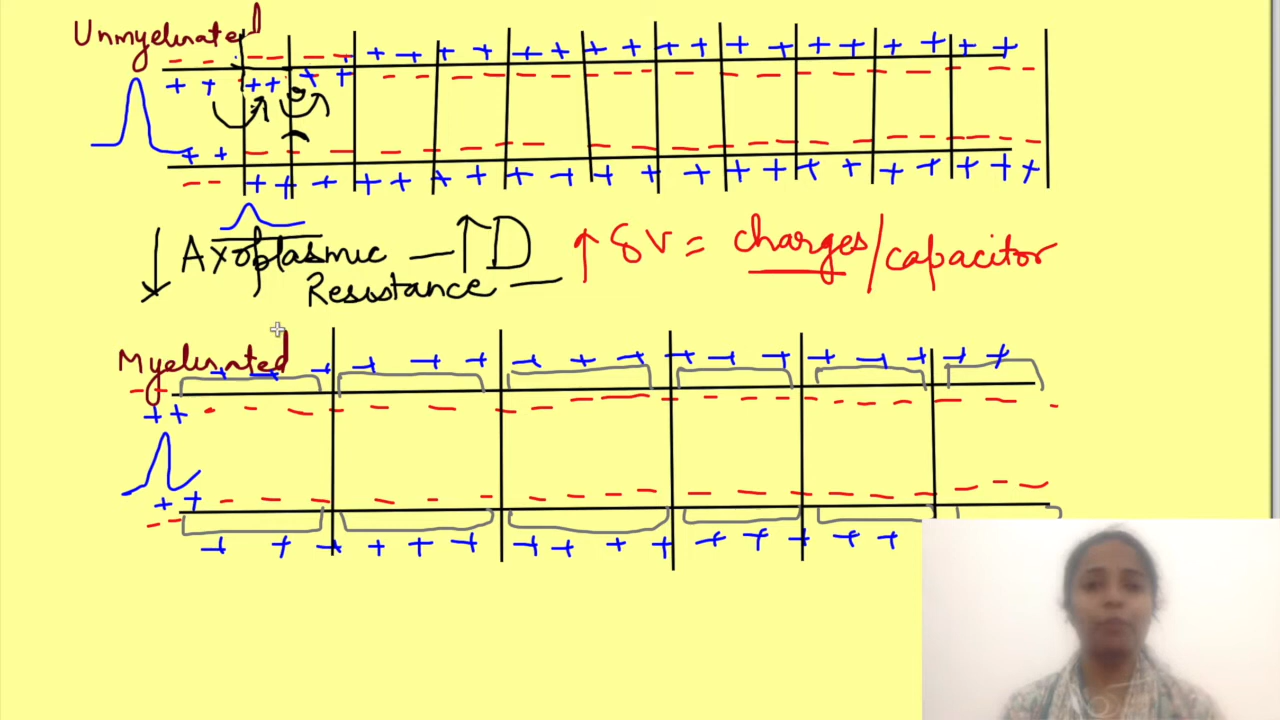 Unmyelinated
↓ Axoplasmic — ↑ D ↑ δV = charges/capacitor
Resistance —
Myelinated